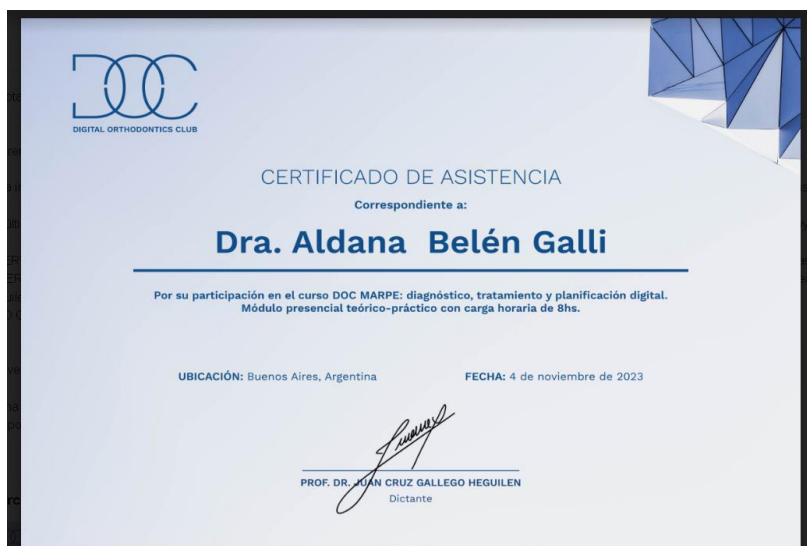 DOC
DIGITAL ORTHODONTICS CLUB
CERTIFICADO DE ASISTENCIA
Correspondiente a:
Dra. Aldana Belén Galli
Por su participación en el curso DOC MARPE: diagnóstico, tratamiento y planificación digital.
Módulo presencial teórico-práctico con carga horaria de 8hs.
UBICACIÓN: Buenos Aires, Argentina
FECHA: 4 de noviembre de 2023
PROF. DR. JUAN CRUZ GALLEGO HEGUILEN
Dictante